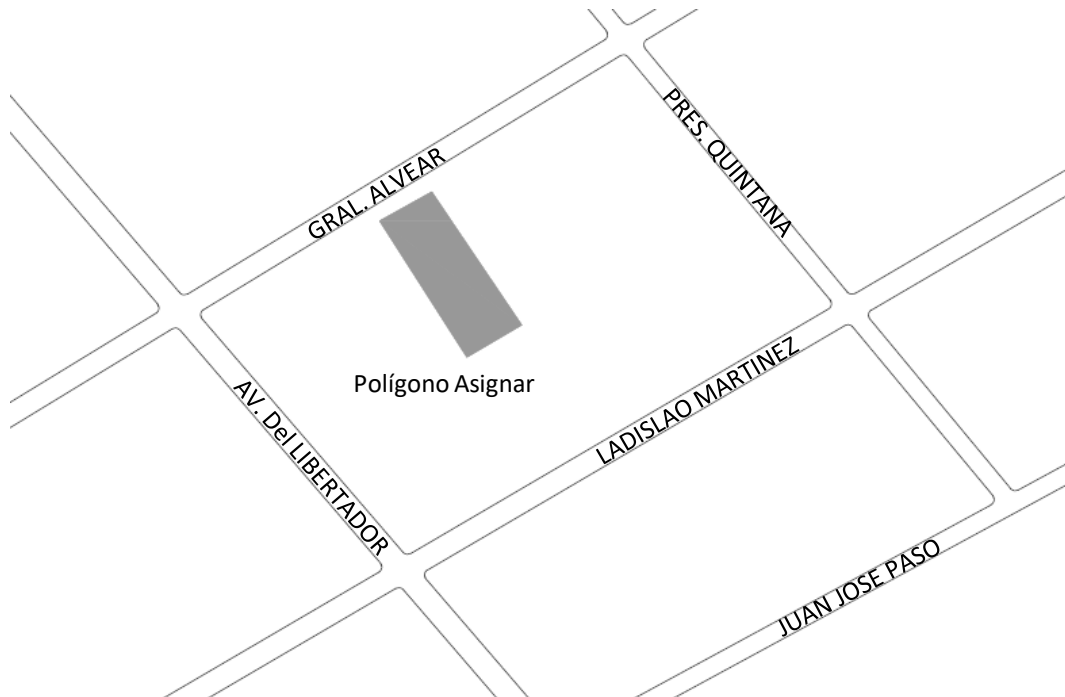 PRES. QUINTANA
GRAL. ALVEAR
Polígono Asignar
LADISLAO MARTINEZ
AV. Del LIBERTADOR
JUAN JOSE PASO